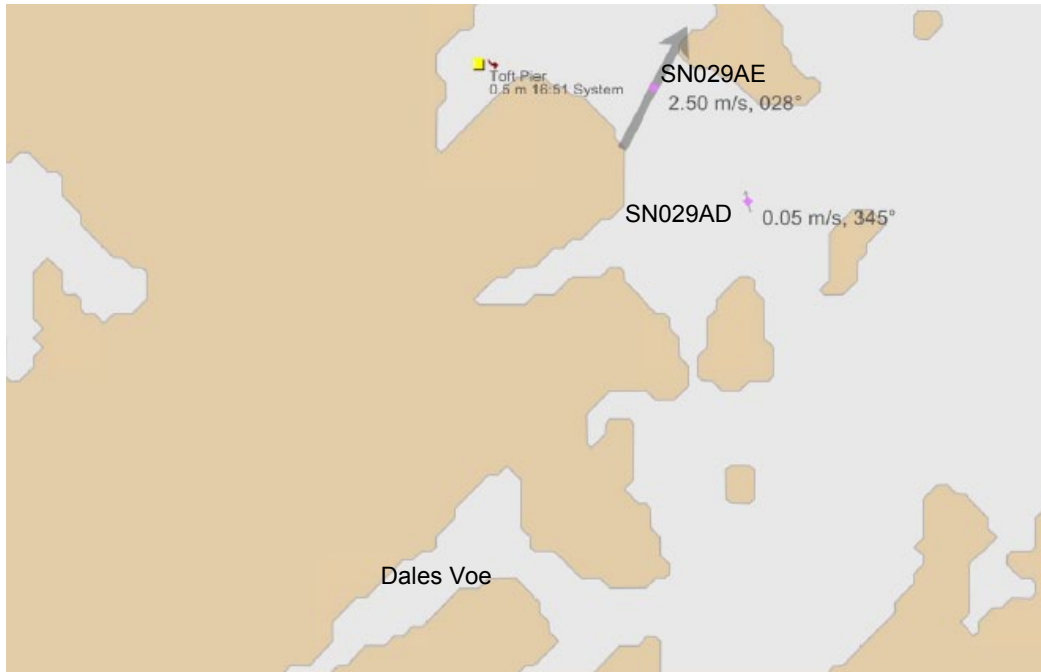 Toft Pier
0.5 m 16:51 System
SN029AE
2.50 m/s, 028°
SN029AD
0.05 m/s, 345°
Dales Voe